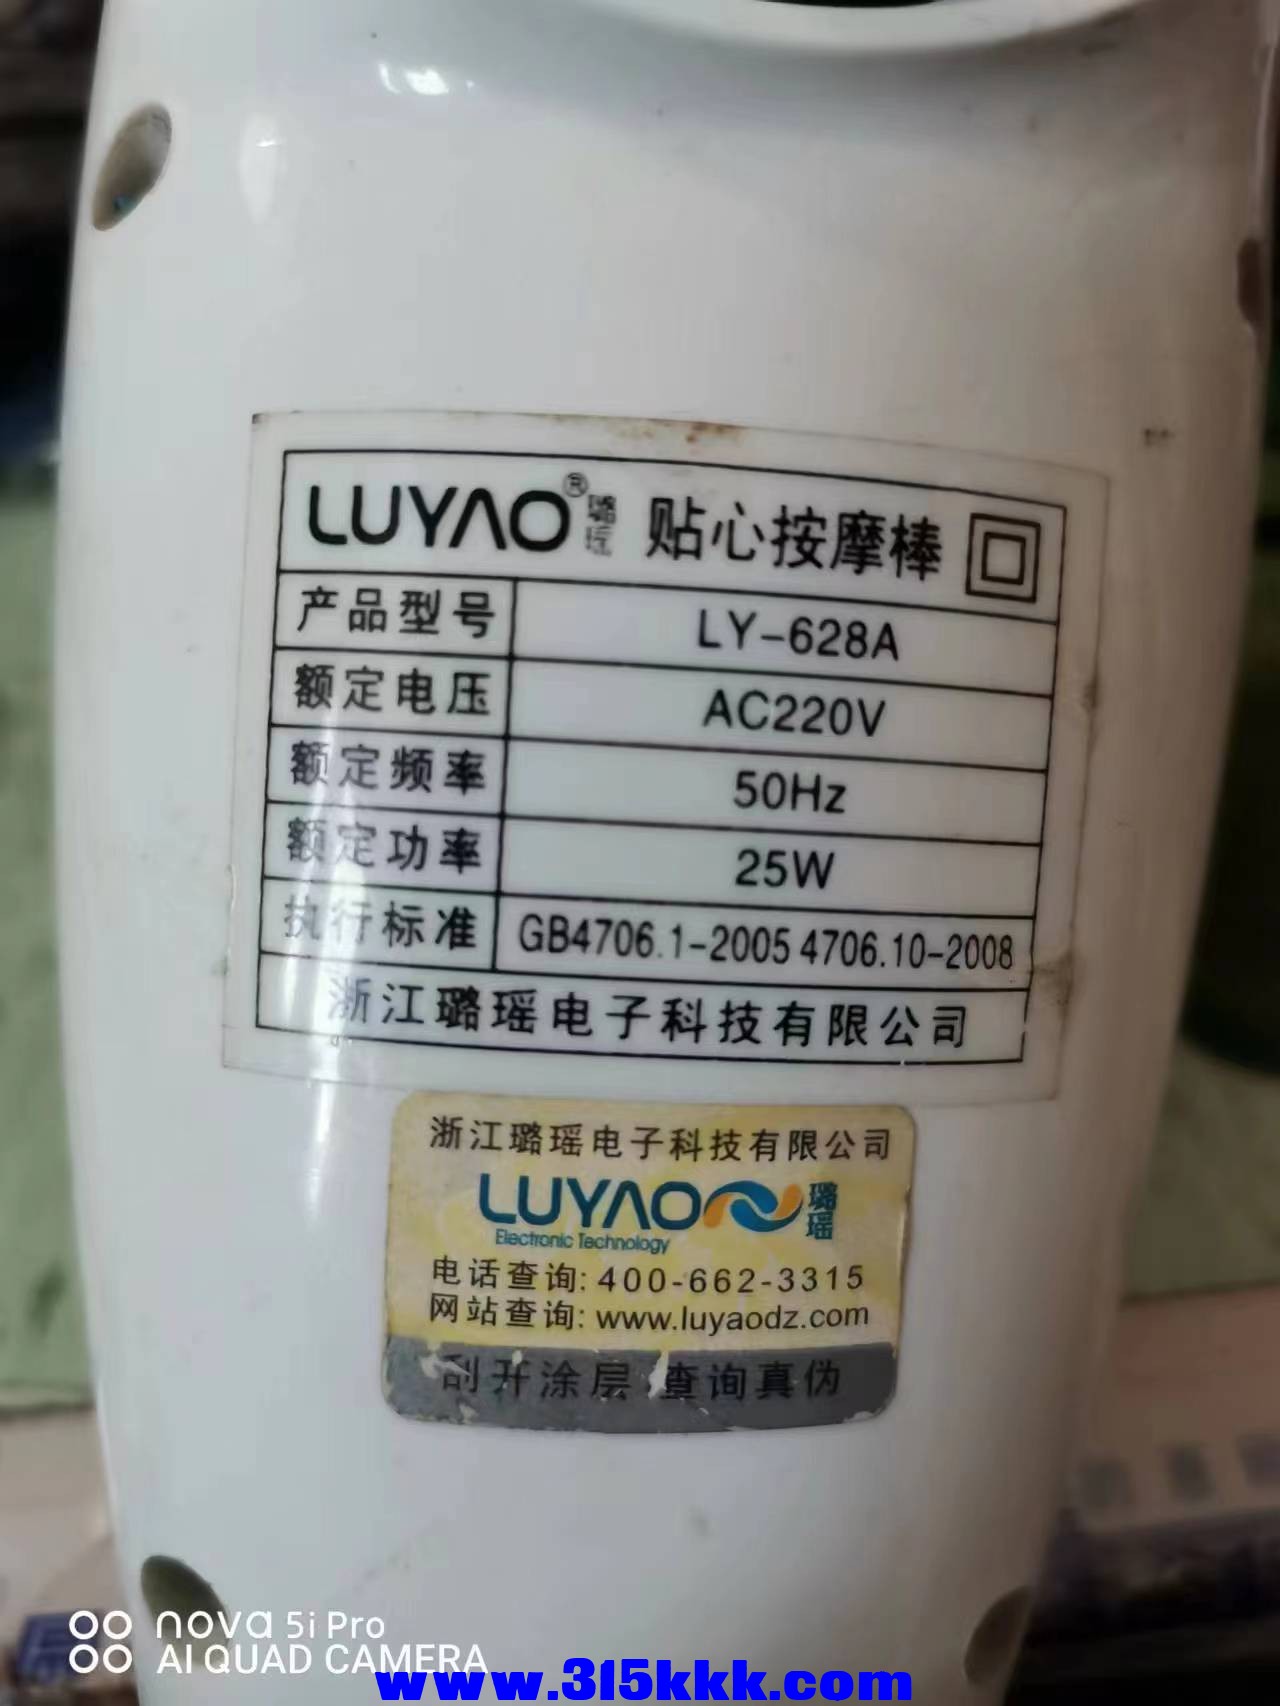 LUYAO® 璐瑶 贴心按摩棒
产品型号 LY-628A
额定电压 AC220V
额定频率 50Hz
额定功率 25W
执行标准 GB4706.1-2005 4706.10-2008
浙江璐瑶电子科技有限公司
浙江璐瑶电子科技有限公司
LUYAO 璐瑶
Electronic Technology
电话查询: 400-662-3315
网站查询: www.luyaodz.com
刮开涂层 查询真伪
nova 5i Pro
AI QUAD CAMERA
www.315kkk.com